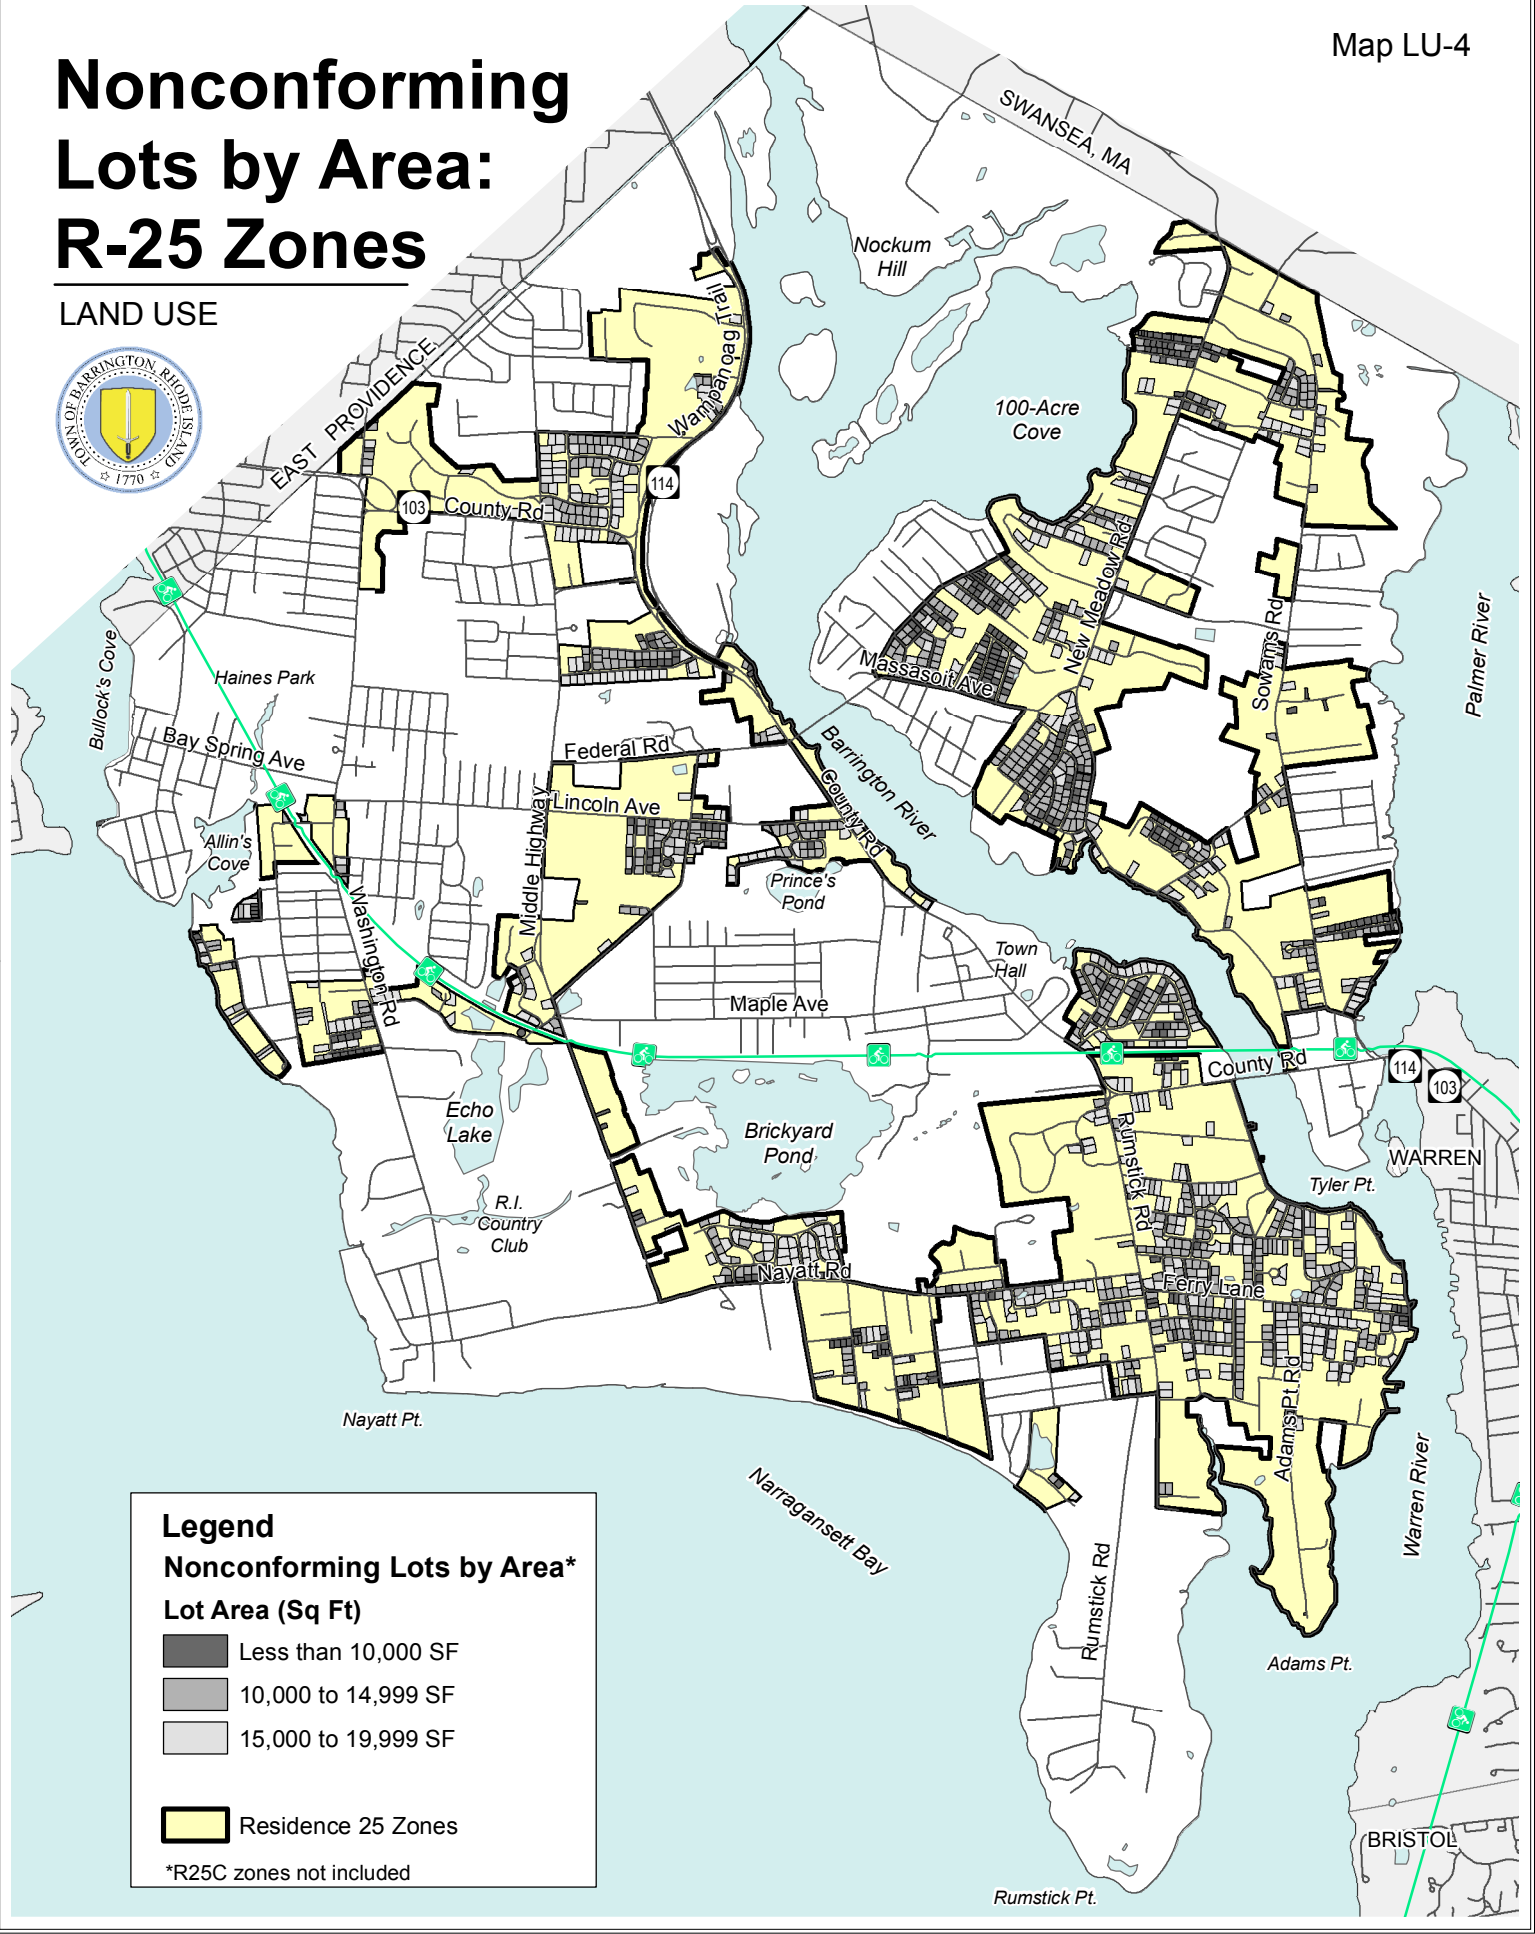 Map LU-4
Nonconforming
Lots by Area:
R-25 Zones
LAND USE
TOWN OF BARRINGTON, RHODE ISLAND
☆ 1770 ☆
SWANSEA, MA
Nockum
Hill
Wampanoag Trail
EAST PROVIDENCE
100-Acre
Cove
114
103
County Rd
New Meadow Rd
Sowams Rd
Palmer River
Massasoit Ave
Bullock's Cove
Haines Park
Bay Spring Ave
Federal Rd
Barrington River
County Rd
Lincoln Ave
Middle Highway
Allin's
Cove
Prince's
Pond
Washington Rd
Town
Hall
Maple Ave
County Rd
114
103
Echo
Lake
Brickyard
Pond
Rumstick Rd
WARREN
Tyler Pt.
R.I.
Country
Club
Nayatt Rd
Ferry Lane
Adams Pt Rd
Nayatt Pt.
Narragansett Bay
Warren River
Rumstick Rd
Adams Pt.
BRISTOL
Rumstick Pt.
Legend
Nonconforming Lots by Area*
Lot Area (Sq Ft)
Less than 10,000 SF
10,000 to 14,999 SF
15,000 to 19,999 SF
Residence 25 Zones
*R25C zones not included